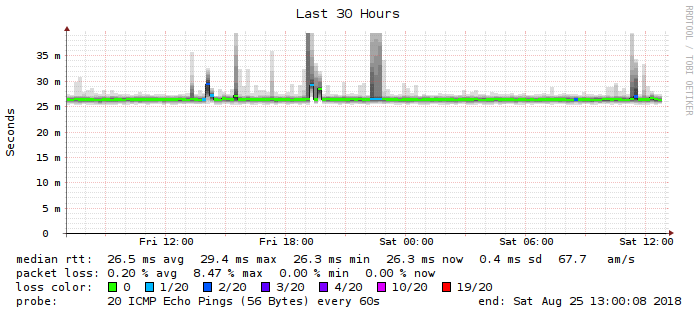 Last 30 Hours
RRDTOOL / TOBI OETIKER
Seconds
35 m
30 m
25 m
20 m
15 m
10 m
5 m
0
Fri 12:00 Fri 18:00 Sat 00:00 Sat 06:00 Sat 12:00
median rtt: 26.5 ms avg 29.4 ms max 26.3 ms min 26.3 ms now 0.4 ms sd 67.7 am/s
packet loss: 0.20 % avg 8.47 % max 0.00 % min 0.00 % now
loss color: 0 1/20 2/20 3/20 4/20 10/20 19/20
probe: 20 ICMP Echo Pings (56 Bytes) every 60s end: Sat Aug 25 13:00:08 2018